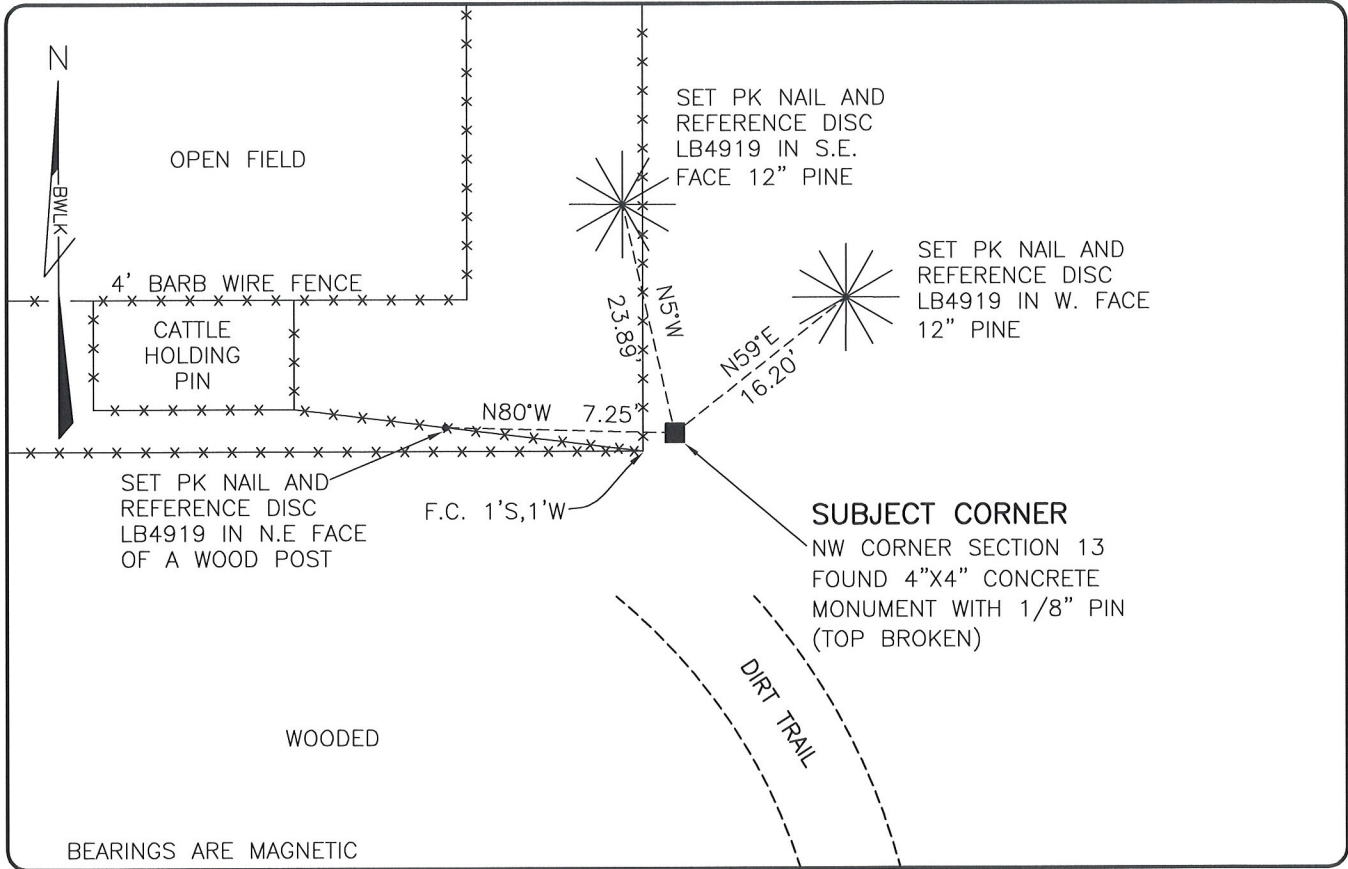 N
BWLK
OPEN FIELD
SET PK NAIL AND
REFERENCE DISC
LB4919 IN S.E.
FACE 12" PINE
SET PK NAIL AND
REFERENCE DISC
LB4919 IN W. FACE
12" PINE
4' BARB WIRE FENCE
CATTLE
HOLDING
PIN
N5°W
23.89'
N59°E
16.20'
N80°W 7.25'
SET PK NAIL AND
REFERENCE DISC
LB4919 IN N.E FACE
OF A WOOD POST
F.C. 1'S,1'W
SUBJECT CORNER
NW CORNER SECTION 13
FOUND 4"X4" CONCRETE
MONUMENT WITH 1/8" PIN
(TOP BROKEN)
DIRT TRAIL
WOODED
BEARINGS ARE MAGNETIC